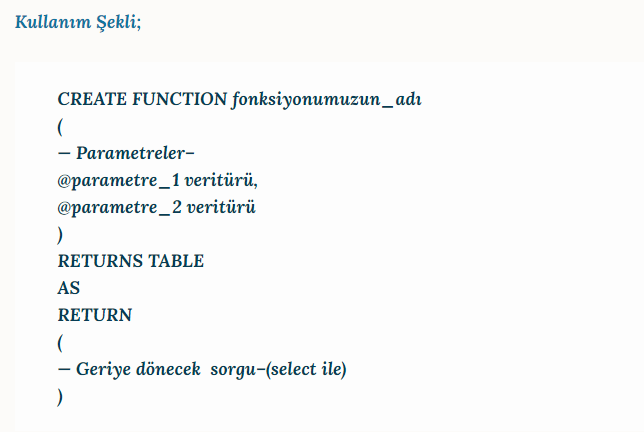 Kullanım Şekli;
CREATE FUNCTION fonksiyonumuzun_adı
(
— Parametreler–
@parametre_1 veritürü,
@parametre_2 veritürü
)
RETURNS TABLE
AS
RETURN
(
— Geriye dönecek  sorgu–(select ile)
)